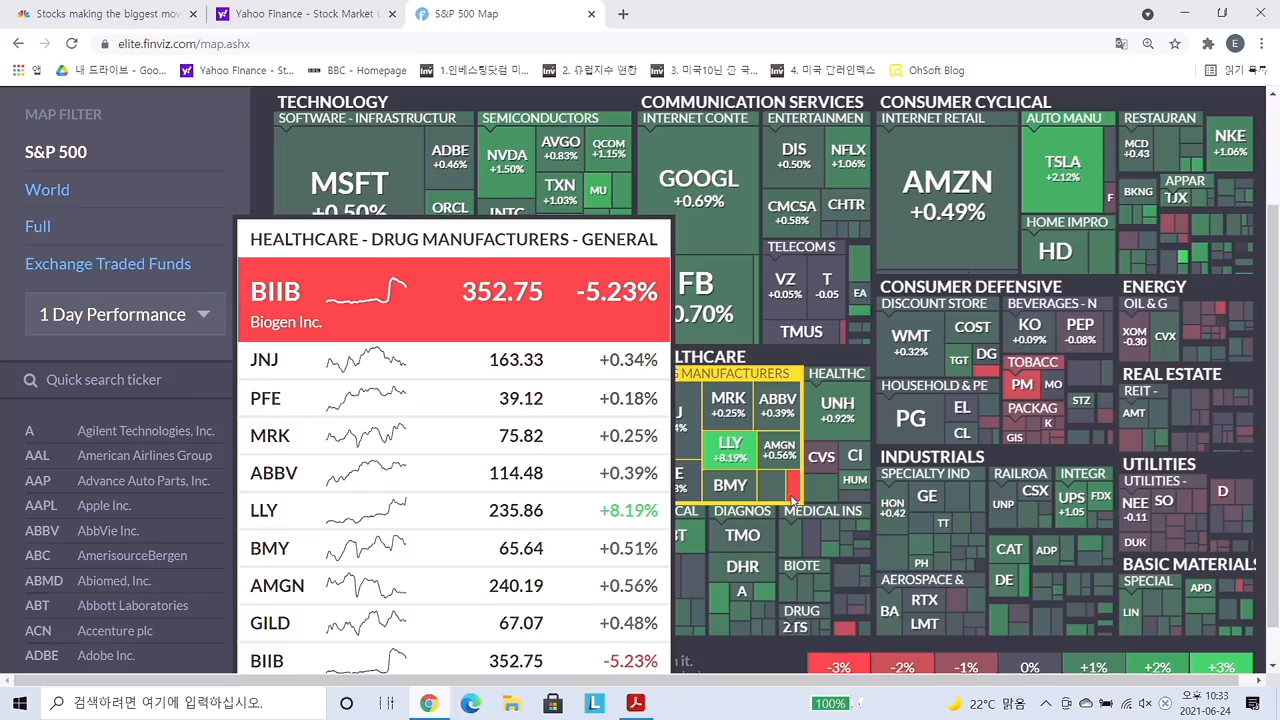 Stocks making the biggest mov
Yahoo Finance - Stock Market L
S&P 500 Map
elite.finviz.com/map.ashx
앱
내 드라이브 - Goo...
Yahoo Finance - St...
BBC - Homepage
1.인베스팅닷컴 미...
2. 유럽지수 현황
3. 미국10년 물 국...
4. 미국 달러인덱스
OhSoft Blog
읽기 목록
MAP FILTER
S&P 500
World
Full
Exchange Traded Funds
1 Day Performance
Quick search ticker
A Agilent Technologies, Inc.
AAL American Airlines Group
AAP Advance Auto Parts, Inc.
AAPL Apple Inc.
ABBV AbbVie Inc.
ABC AmerisourceBergen
ABMD Abiomed, Inc.
ABT Abbott Laboratories
ACN Accenture plc
ADBE Adobe Inc.
TECHNOLOGY
SOFTWARE - INFRASTRUCTUR
MSFT
+0.50%
ADBE
+0.46%
ORCL
SEMICONDUCTORS
NVDA
+1.50%
AVGO
+0.83%
QCOM
+1.15%
TXN
+1.03%
MU
INTC
COMMUNICATION SERVICES
INTERNET CONTE
GOOGL
+0.69%
FB
0.70%
ENTERTAINMEN
DIS
+0.50%
NFLX
+1.06%
CMCSA
+0.58%
CHTR
TELECOM S
VZ
+0.05%
T
-0.05
EA
TMUS
CONSUMER CYCLICAL
INTERNET RETAIL
AMZN
+0.49%
AUTO MANU
TSLA
+2.12%
F
HOME IMPRO
HD
RESTAURAN
MCD
+0.43
NKE
+1.06%
BKNG
APPAR
TJX
HEALTHCARE - DRUG MANUFACTURERS - GENERAL
BIIB 352.75 -5.23%
Biogen Inc.
JNJ 163.33 +0.34%
PFE 39.12 +0.18%
MRK 75.82 +0.25%
ABBV 114.48 +0.39%
LLY 235.86 +8.19%
BMY 65.64 +0.51%
AMGN 240.19 +0.56%
GILD 67.07 +0.48%
BIIB 352.75 -5.23%
LTHCARE
G MANUFACTURERS
J
4%
MRK
+0.25%
ABBV
+0.39%
LLY
+8.19%
AMGN
+0.56%
E
3%
BMY
HEALTHC
UNH
+0.92%
CVS
CI
HUM
CAL
BT
DIAGNOS
TMO
DHR
A
MEDICAL INS
BIOTE
DRUG
ZTS
CONSUMER DEFENSIVE
DISCOUNT STORE
WMT
+0.32%
COST
TGT
DG
BEVERAGES - N
KO
+0.09%
PEP
-0.08%
TOBACC
PM
MO
HOUSEHOLD & PE
PG
EL
CL
PACKAG
K
GIS
STZ
ENERGY
OIL & G
XOM
-0.30
CVX
REAL ESTATE
REIT -
AMT
INDUSTRIALS
SPECIALTY IND
HON
+0.42
GE
TT
PH
RAILROA
UNP
CSX
INTEGR
UPS
+1.05
FDX
CAT
ADP
DE
AEROSPACE &
BA
RTX
LMT
UTILITIES
UTILITIES -
NEE
-0.11
SO
D
DUK
BASIC MATERIALS
SPECIAL
LIN
APD
n it.
-3% -2% -1% 0% +1% +2% +3%
검색하려면 여기에 입력하십시오.
100%
22°C 맑음
오후 10:33
2021-06-24